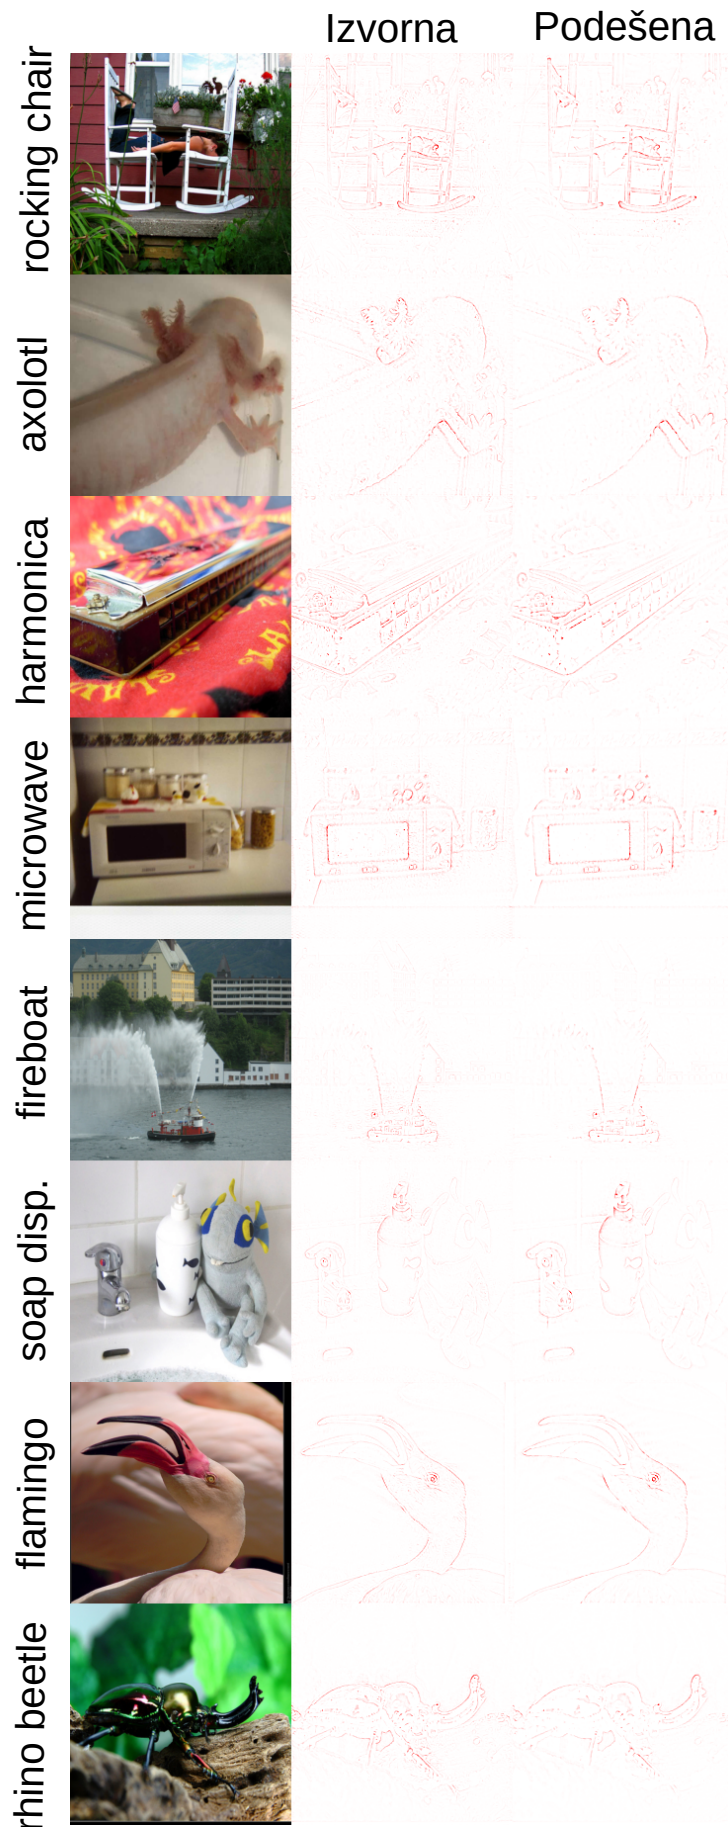 Izvorna Podešena
rocking chair
axolotl
harmonica
microwave
fireboat
soap disp.
flamingo
rhino beetle